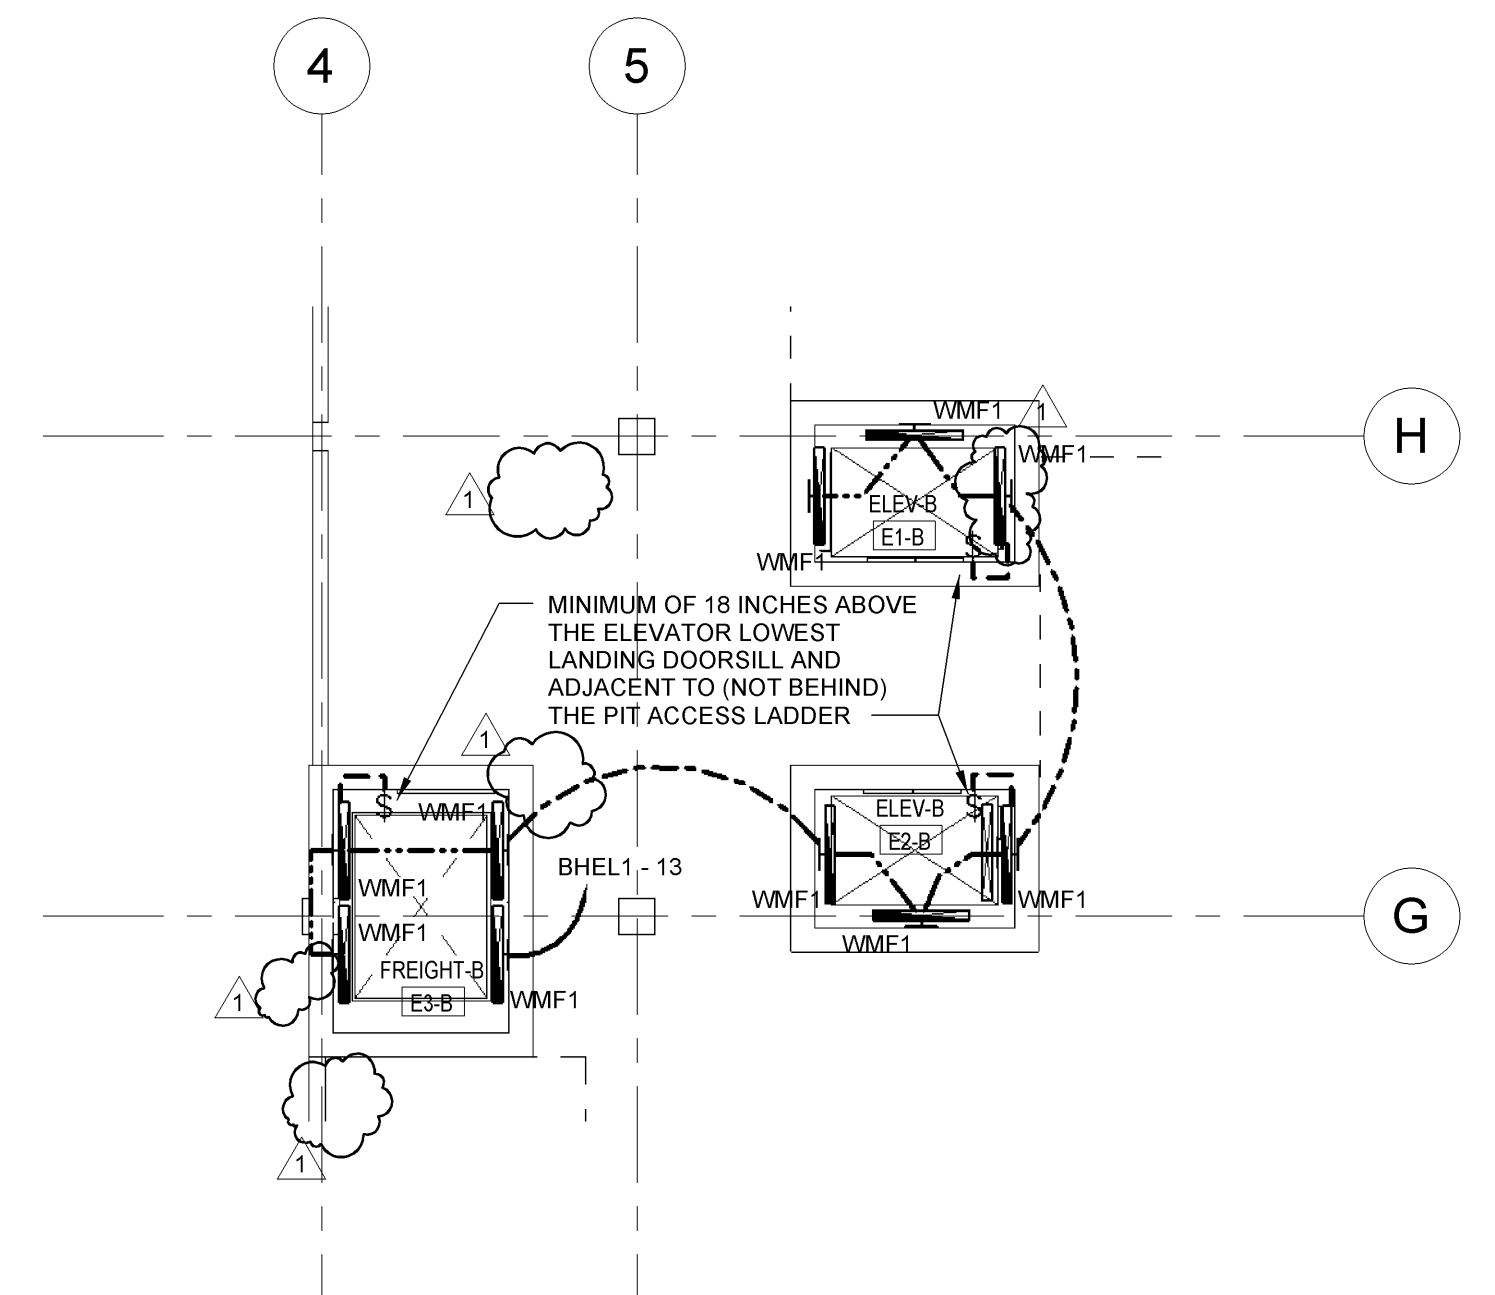 4
5
WMF1
1
H
WMF1
1
ELEV-B
E1-B
$
WMF1
MINIMUM OF 18 INCHES ABOVE
THE ELEVATOR LOWEST
LANDING DOORSILL AND
ADJACENT TO (NOT BEHIND)
THE PIT ACCESS LADDER
1
$
WMF1
$
ELEV-B
E2-B
BHEL1 - 13
WMF1
WMF1
WMF1
G
WMF1
WMF1
FREIGHT-B
E3-B
WMF1
1
1